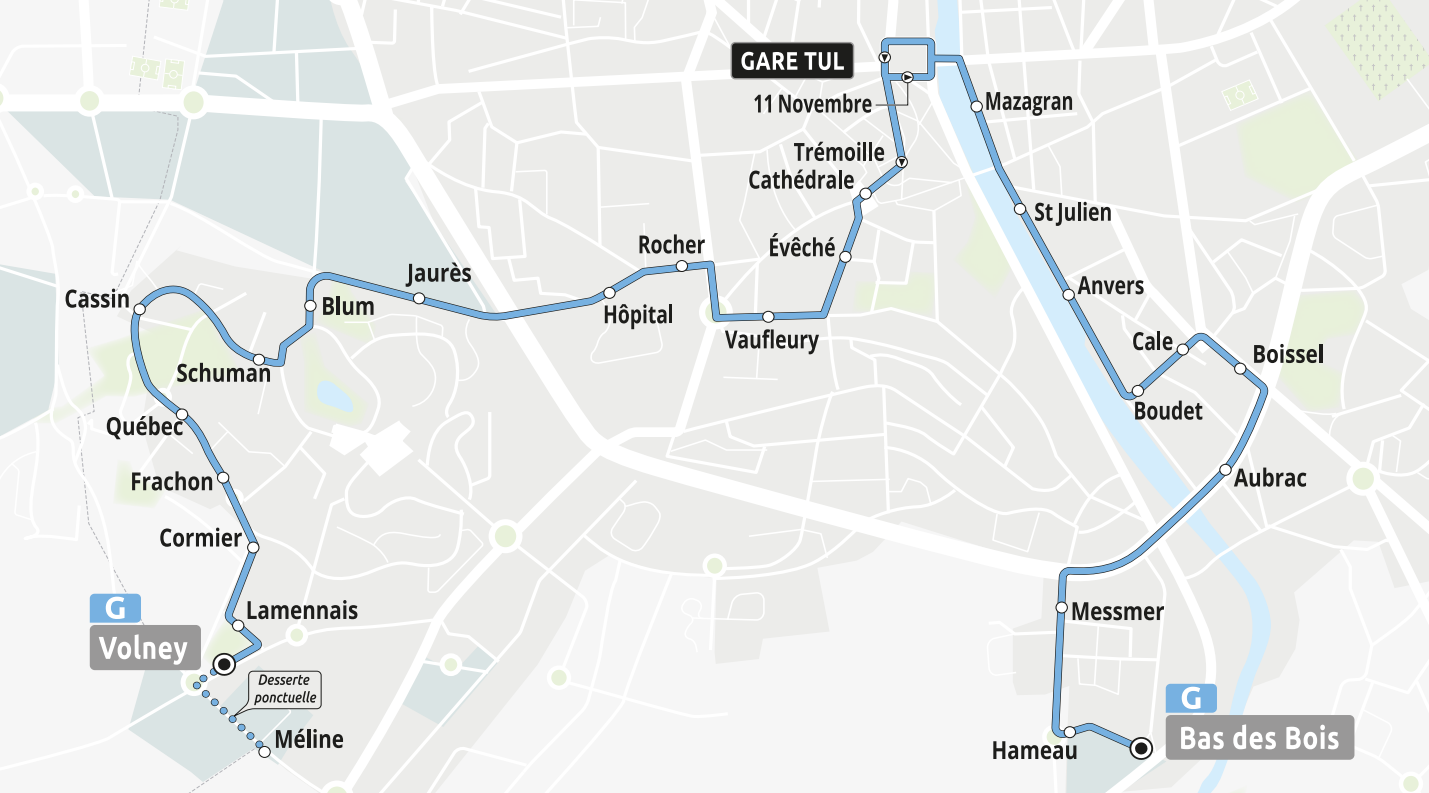 GARE TUL
11 Novembre
Mazagran
Trémoille
Cathédrale
St Julien
Rocher
Évêché
Jaurès
Anvers
Cassin
Blum
Hôpital
Vaufleury
Cale
Boissel
Schuman
Boudet
Québec
Frachon
Aubrac
Cormier
G
Volney
Lamennais
Messmer
Desserte
ponctuelle
Méline
G
Bas des Bois
Hameau